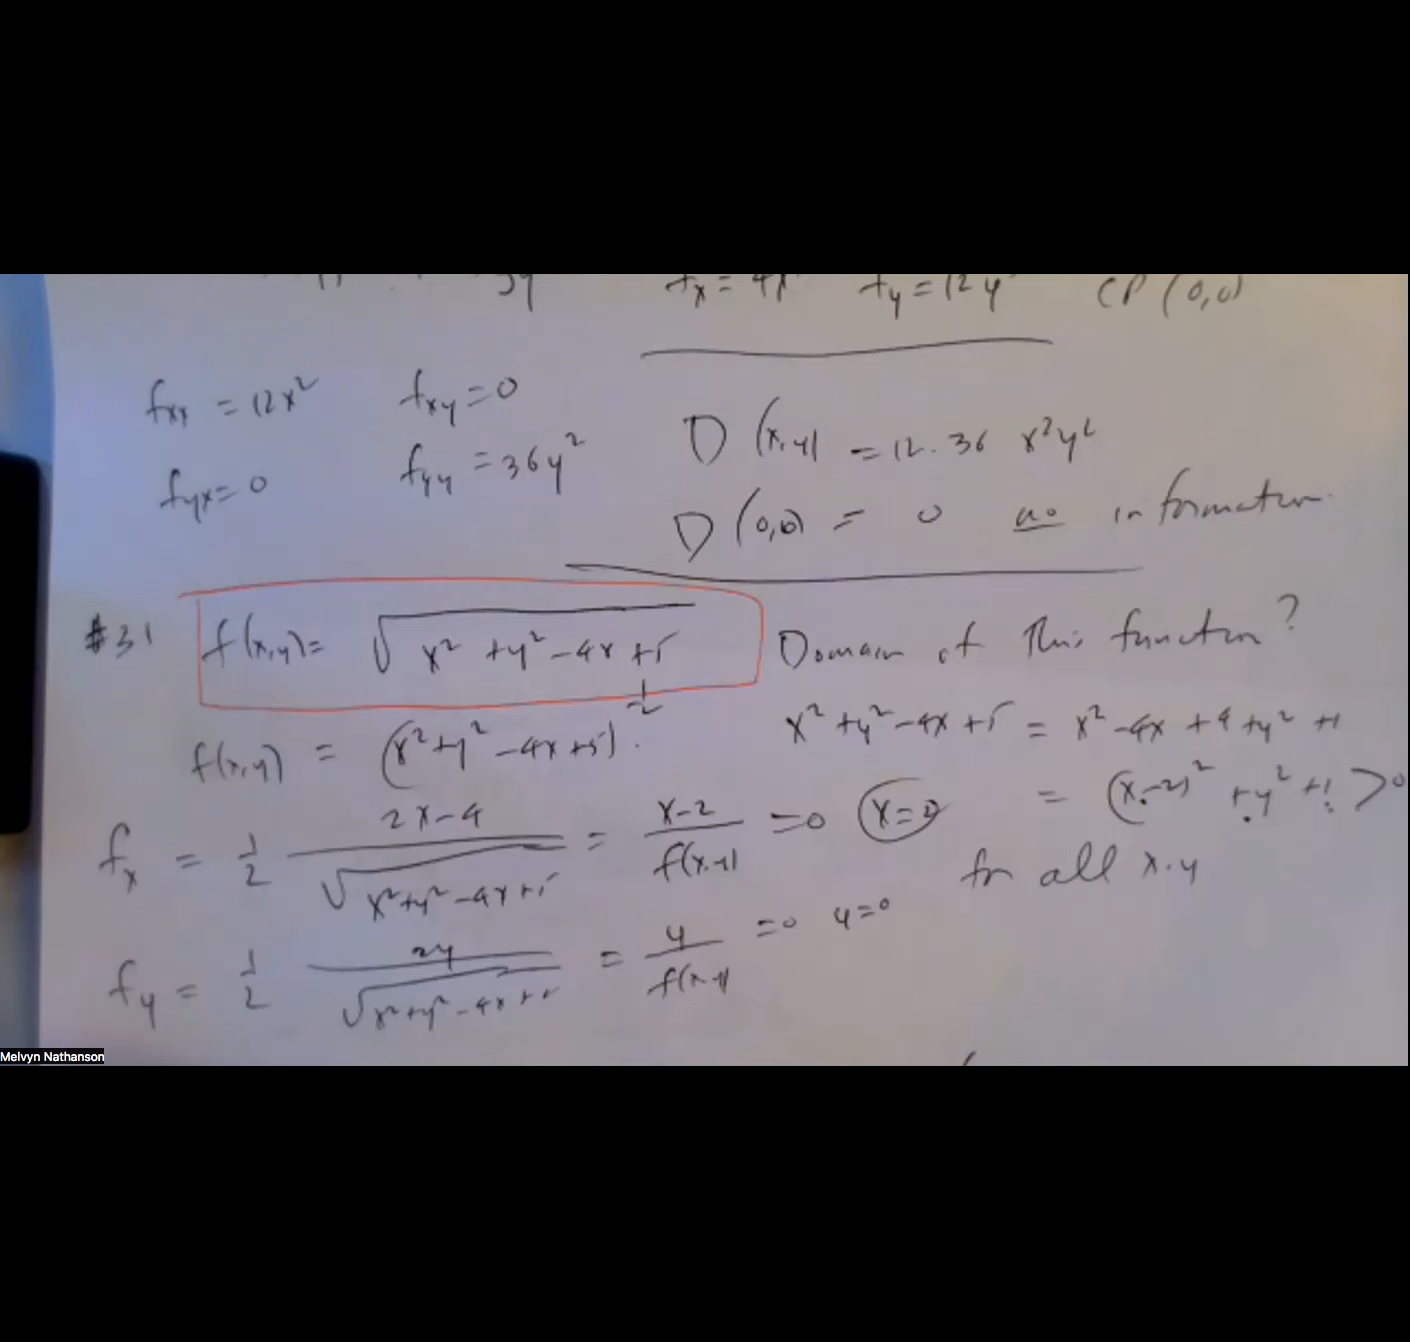 fx = 4x fy = 12y CP (0,0)
fxx = 12x² fxy = 0
fyx = 0 fyy = 36y²
D (x,y) = 12.36 x²y²
D (0,0) = 0 no information.
#31 f(x,y) = √x² + y² - 4x + 5 Domain of this function?
f(x,y) = (x² + y² - 4x + 5)^½. x² + y² - 4x + 5 = x² - 4x + 4 + y² + 1
= (x-2)² + y² + 1 > 0
for all x,y
fx = 1/2 2x-4/√x²+y²-4x+5 = x-2/f(x,y) = 0
fy = 1/2 2y/√x²+y²-4x+5 = y/f(x,y) = 0 y=0
Melvyn Nathanson